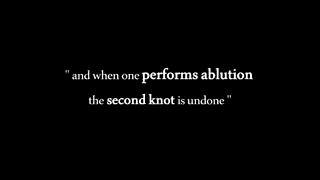 " and when one performs ablution
the second knot is undone "